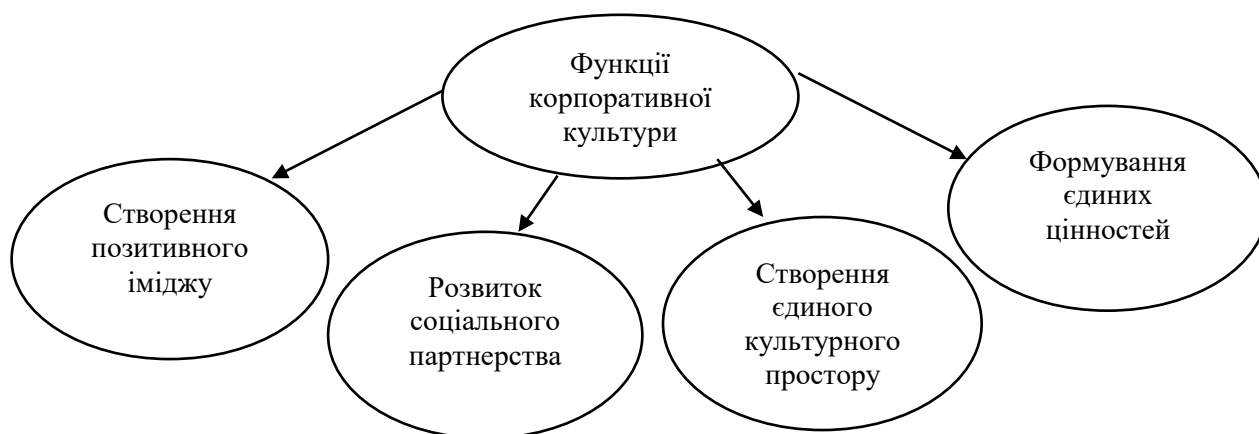 Функції
корпоративної
культури
Створення
позитивного
іміджу
Розвиток
соціального
партнерства
Створення
єдиного
культурного
простору
Формування
єдиних
цінностей